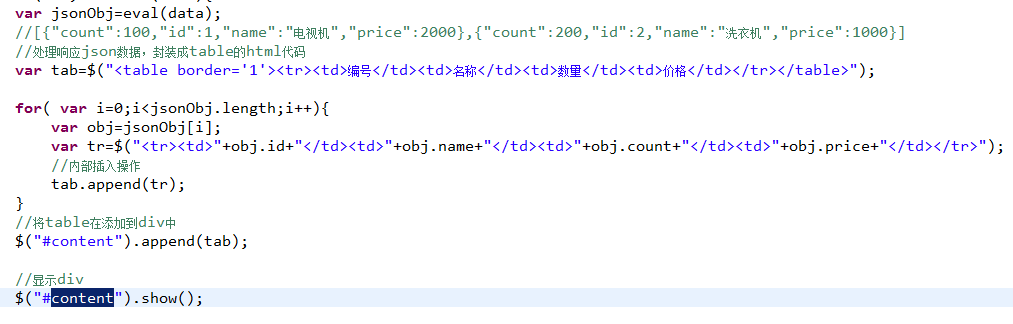 var jsonObj=eval(data);
//[{"count":100,"id":1,"name":"电视机","price":2000},{"count":200,"id":2,"name":"洗衣机","price":1000}]
//处理响应json数据，封装成table的html代码
var tab=$("<table border='1'><tr><td>编号</td><td>名称</td><td>数量</td><td>价格</td></tr></table>");
for( var i=0;i<jsonObj.length;i++){
var obj=jsonObj[i];
var tr=$("<tr><td>"+obj.id+"</td><td>"+obj.name+"</td><td>"+obj.count+"</td><td>"+obj.price+"</td></tr>");
//内部插入操作
tab.append(tr);
}
//将table在添加到div中
$("#content").append(tab);
//显示div
$("#content").show();